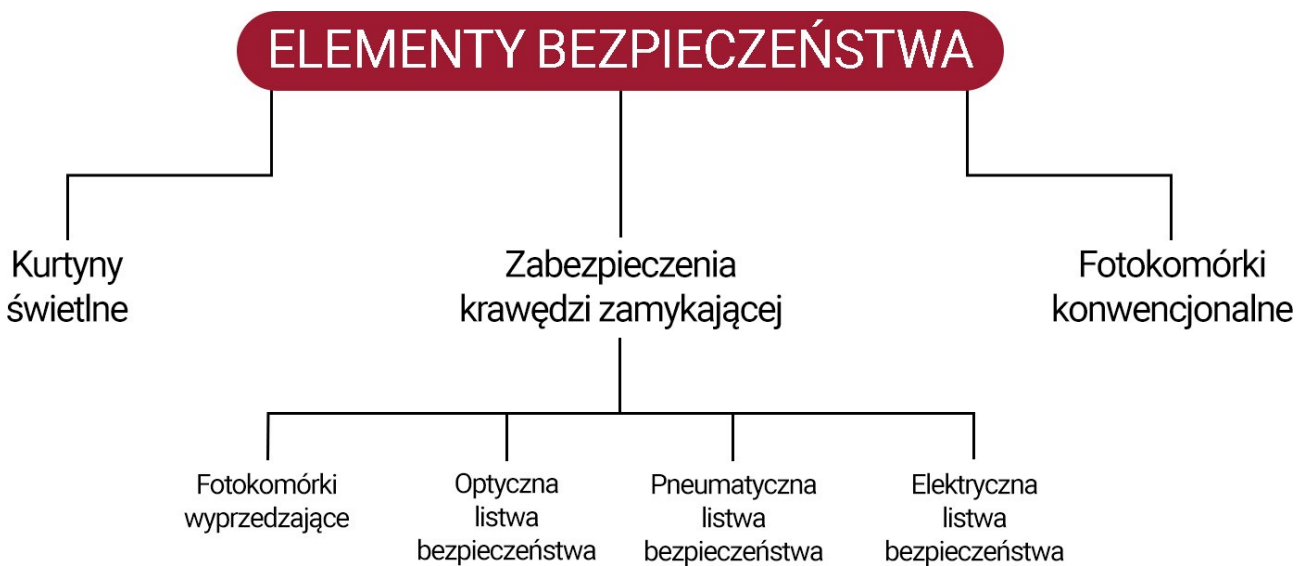 ELEMENTY BEZPIECZEŃSTWA
Kurtyny
świetlne
Zabezpieczenia
krawędzi zamykającej
Fotokomórki
konwencjonalne
Fotokomórki
wyprzedzające
Optyczna
listwa
bezpieczeństwa
Pneumatyczna
listwa
bezpieczeństwa
Elektryczna
listwa
bezpieczeństwa